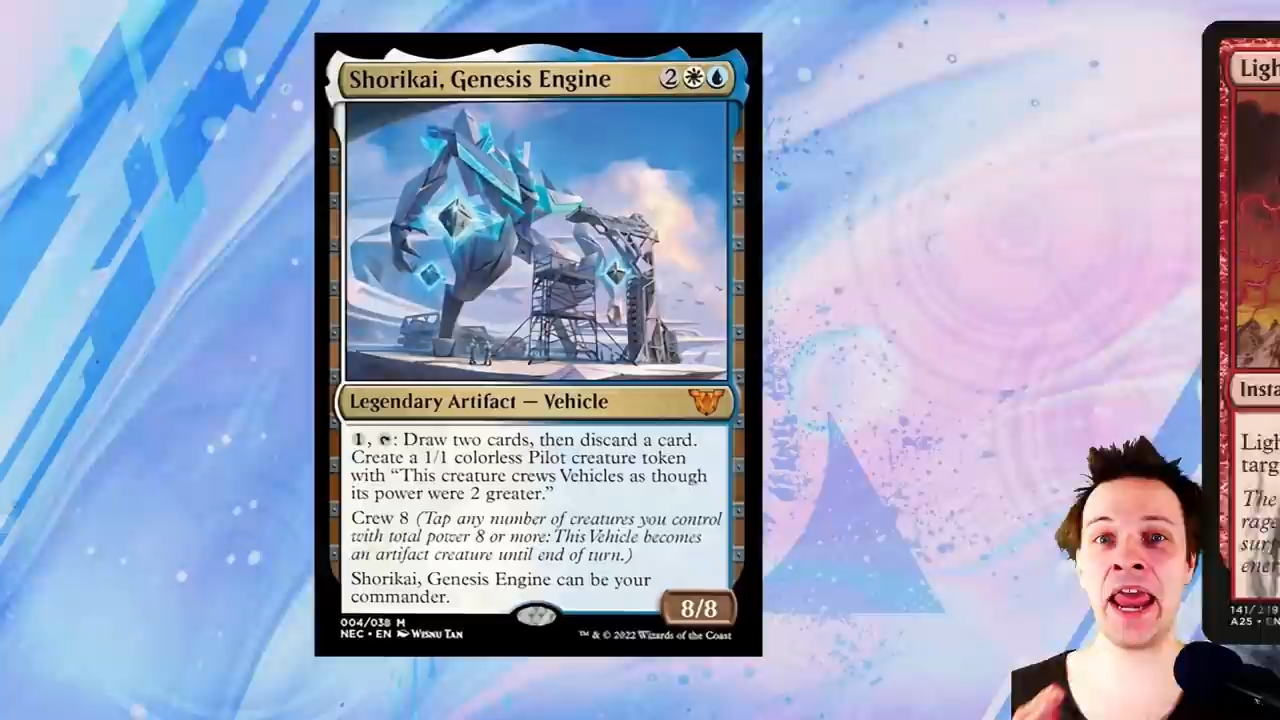 Shorikai, Genesis Engine 2
Legendary Artifact — Vehicle
1, : Draw two cards, then discard a card.
Create a 1/1 colorless Pilot creature token
with “This creature crews Vehicles as though
its power were 2 greater.”
Crew 8 (Tap any number of creatures you control
with total power 8 or more: This Vehicle becomes
an artifact creature until end of turn.)
Shorikai, Genesis Engine can be your
commander.
8/8
004/038 M
NEC • EN Wisnu Tan
™ & © 2022 Wizards of the Coast
Ligh
Insta
Ligh
targ
The
rage
surf
ener
141/219
A25 • EN